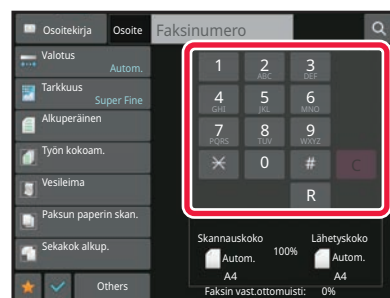 Osoitekirja Osoite Faksinumero
Valotus
Autom.
Tarkkuus
Super Fine
Alkuperäinen
Työn kokoam.
Vesileima
Paksun paperin skan.
Sekakok alkup.
Others
1 2 3
ABC DEF
4 5 6
GHI JKL MNO
7 8 9
PQRS TUV WXYZ
* 0 # C
R
Skannauskoko 100% Lähetyskoko
Autom. Autom.
A4 A4
Faksin vast.ottomuisti: 0%